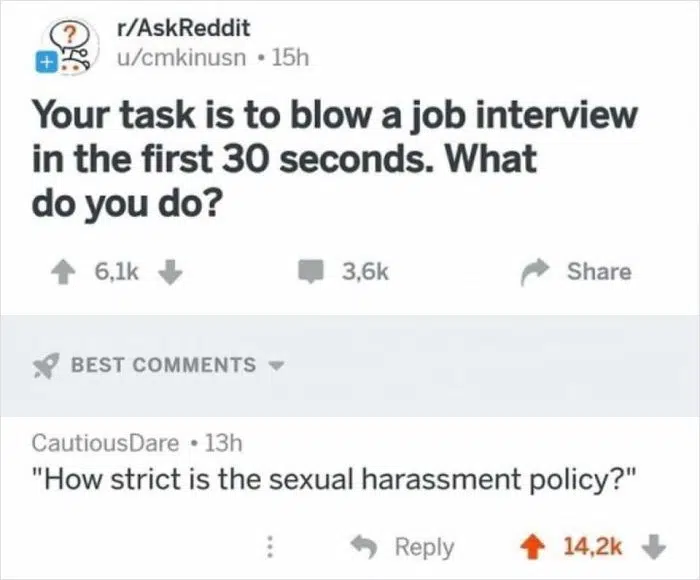 r/AskReddit
u/cmkinusn • 15h
Your task is to blow a job interview
in the first 30 seconds. What
do you do?
6,1k 3,6k Share
BEST COMMENTS
CautiousDare • 13h
"How strict is the sexual harassment policy?"
Reply 14,2k